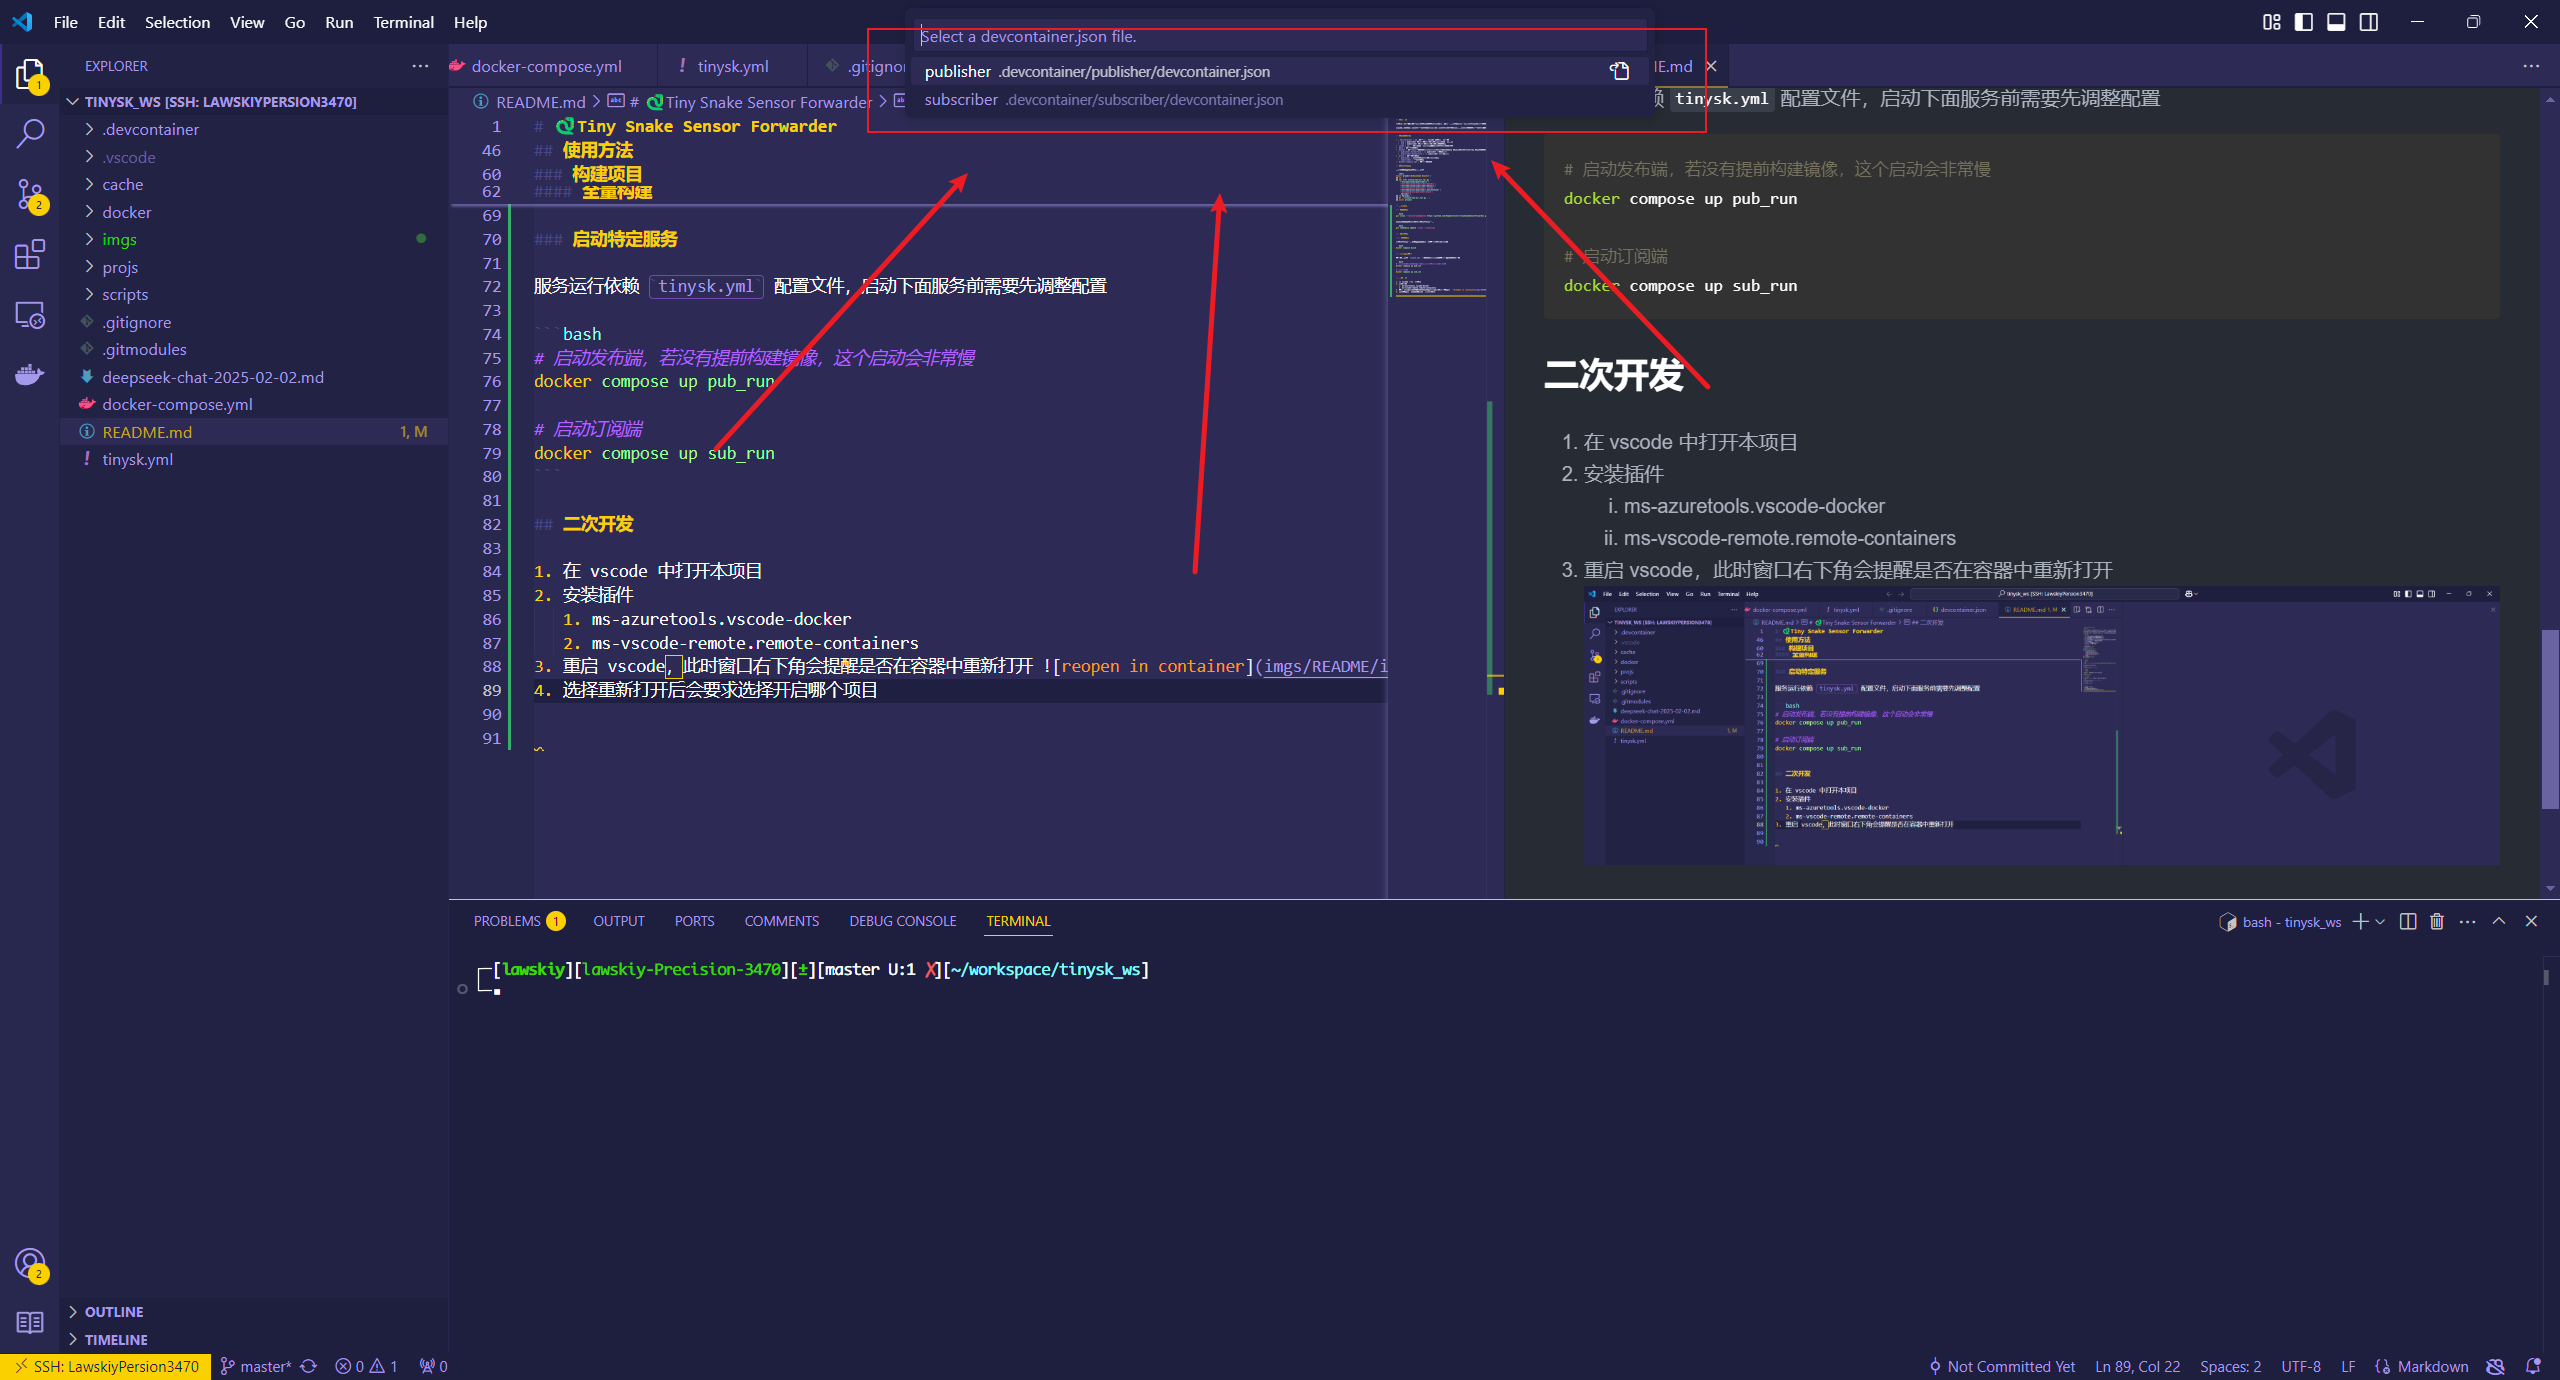 File Edit Selection View Go Run Terminal Help
Select a devcontainer.json file.
publisher .devcontainer/publisher/devcontainer.json
subscriber .devcontainer/subscriber/devcontainer.json
EXPLORER
TINYSK_WS [SSH: LAWSKIYPERSION3470]
.devcontainer
.vscode
cache
docker
imgs
projs
scripts
.gitignore
.gitmodules
deepseek-chat-2025-02-02.md
docker-compose.yml
README.md 1, M
tinysk.yml
OUTLINE
TIMELINE
docker-compose.yml ! tinysk.yml .gitignor E.md
README.md > # Tiny Snake Sensor Forwarder >
1 # Tiny Snake Sensor Forwarder
46 ## 使用方法
60 ### 构建项目
62 #### 全量构建
69
70 ### 启动特定服务
71
72 服务运行依赖 `tinysk.yml` 配置文件，启动下面服务前需要先调整配置
73
74 ```bash
75 # 启动发布端，若没有提前构建镜像，这个启动会非常慢
76 docker compose up pub_run
77
78 # 启动订阅端
79 docker compose up sub_run
80 ```
81
82 ## 二次开发
83
84 1. 在 vscode 中打开本项目
85 2. 安装插件
86 1. ms-azuretools.vscode-docker
87 2. ms-vscode-remote.remote-containers
88 3. 重启 vscode，此时窗口右下角会提醒是否在容器中重新打开 ![reopen in container](imgs/README/i
89 4. 选择重新打开后会要求选择开启哪个项目
90
91
赖 tinysk.yml 配置文件，启动下面服务前需要先调整配置
# 启动发布端，若没有提前构建镜像，这个启动会非常慢
docker compose up pub_run
# 启动订阅端
docker compose up sub_run
二次开发
1. 在 vscode 中打开本项目
2. 安装插件
i. ms-azuretools.vscode-docker
ii. ms-vscode-remote.remote-containers
3. 重启 vscode，此时窗口右下角会提醒是否在容器中重新打开
PROBLEMS 1 OUTPUT PORTS COMMENTS DEBUG CONSOLE TERMINAL
bash - tinysk_ws
[lawskiy][lawskiy-Precision-3470][±][master U:1 ✗][~/workspace/tinysk_ws]
SSH: LawskiyPersion3470 master* 0 1 0
Not Committed Yet Ln 89, Col 22 Spaces: 2 UTF-8 LF Markdown